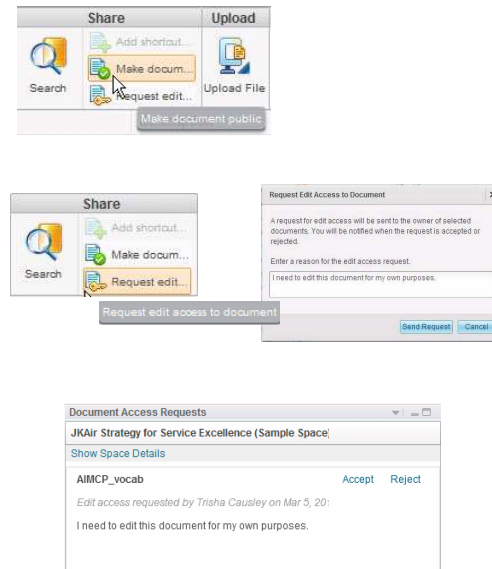 Share Upload
Add shortcut...
Make docum...
Search Upload File
Request edit...
Make document public
Share
Add shortcut...
Make docum...
Search
Request edit...
Request edit access to document
Request Edit Access to Document
A request for edit access will be sent to the owner of selected
documents. You will be notified when the request is accepted or
rejected.
Enter a reason for the edit access request.
I need to edit this document for my own purposes.
Send Request Cancel
Document Access Requests
JKAir Strategy for Service Excellence (Sample Space)
Show Space Details
AIMCP_vocab Accept Reject
Edit access requested by Trisha Causley on Mar 5, 201
I need to edit this document for my own purposes.